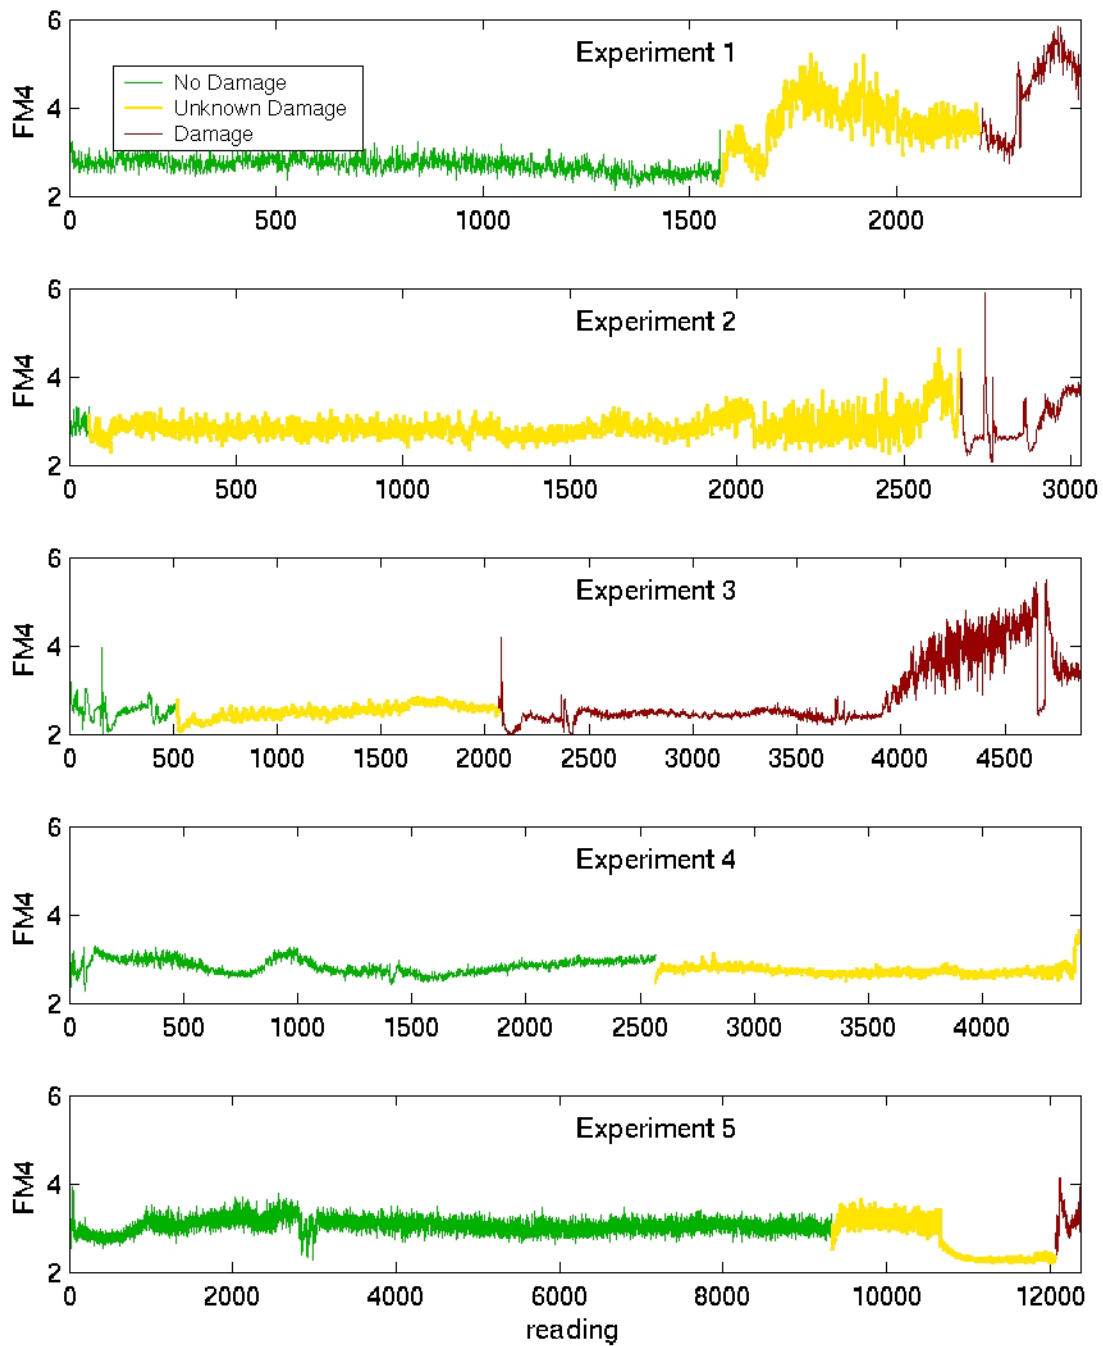 6
Experiment 1
No Damage
Unknown Damage
Damage
4
FM4
2
0 500 1000 1500 2000
6
Experiment 2
4
FM4
2
0 500 1000 1500 2000 2500 3000
6
Experiment 3
4
FM4
2
0 500 1000 1500 2000 2500 3000 3500 4000 4500
6
Experiment 4
4
FM4
2
0 500 1000 1500 2000 2500 3000 3500 4000
6
Experiment 5
4
FM4
2
0 2000 4000 6000 8000 10000 12000
reading